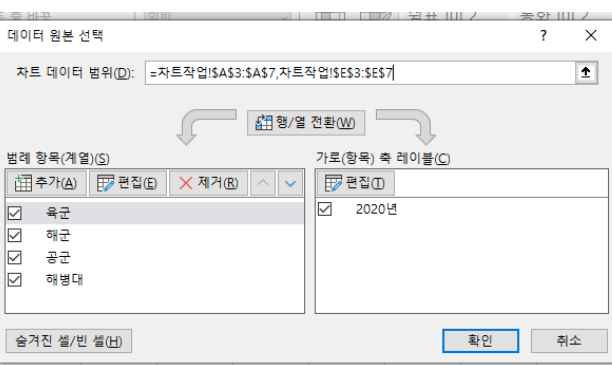 데이터 원본 선택
? ×
차트 데이터 범위(D): =차트작업!$A$3:$A$7,차트작업!$E$3:$E$7
행/열 전환(W)
범례 항목(계열)(S)
추가(A) 편집(E) 제거(R)
육군
해군
공군
해병대
가로(항목) 축 레이블(C)
편집(T)
2020년
숨겨진 셀/빈 셀(H)
확인 취소